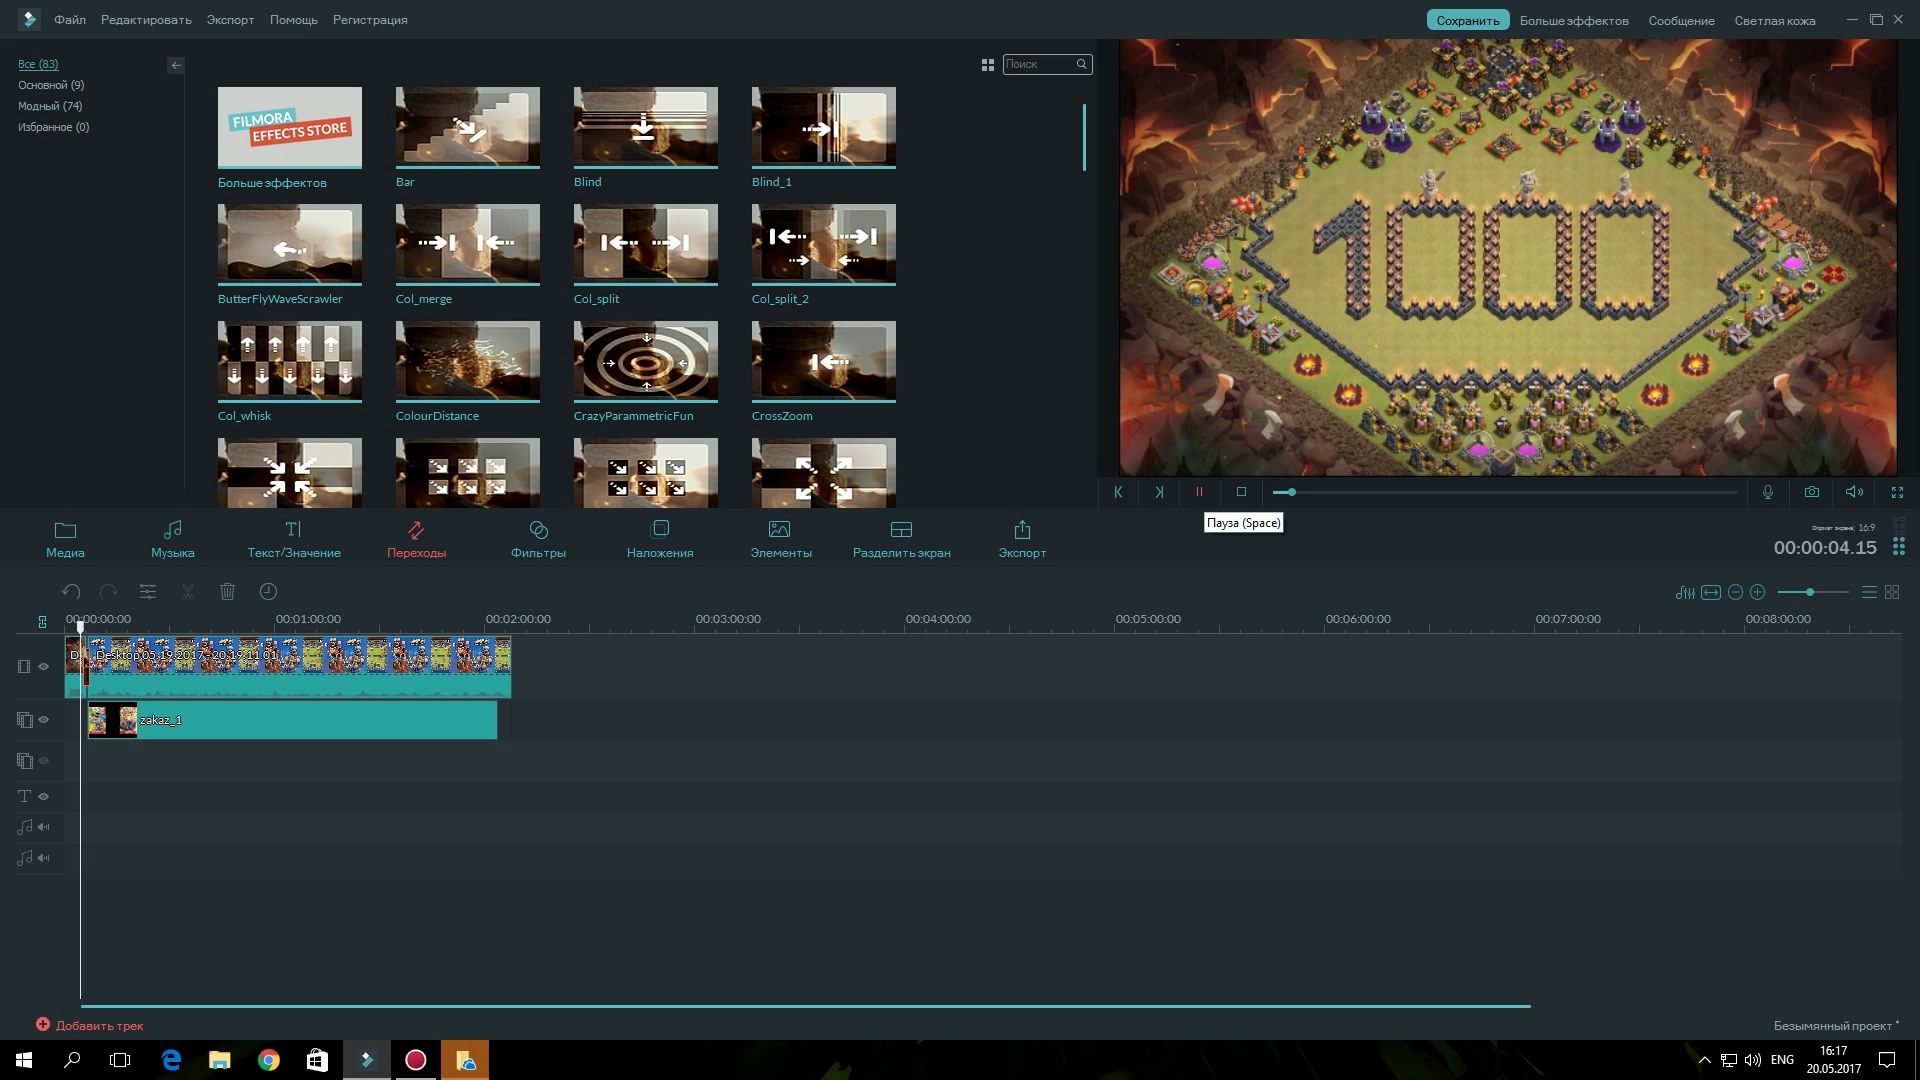 Файл Редактировать Экспорт Помощь Регистрация
Сохранить Больше эффектов Сообщение Светлая кожа
Все (83)
Основной (9)
Модный (74)
Избранное (0)
Поиск
FILMORA
EFFECTS STORE
Больше эффектов Bar Blind Blind_1
ButterFlyWaveScrawler Col_merge Col_split Col_split_2
Col_whisk ColourDistance CrazyParammetricFun CrossZoom
1000
Пауза (Space)
Медиа Музыка Текст/Значение Переходы Фильтры Наложения Элементы Разделить экран Экспорт
Формат экрана: 16:9
00:00:04.15
00:00:00:00 00:01:00:00 00:02:00:00 00:03:00:00 00:04:00:00 00:05:00:00 00:06:00:00 00:07:00:00 00:08:00:00
D Desktop 05.19.2017 - 20.19.11.01
zakaz_1
Добавить трек
Безымянный проект *
ENG
16:17
20.05.2017